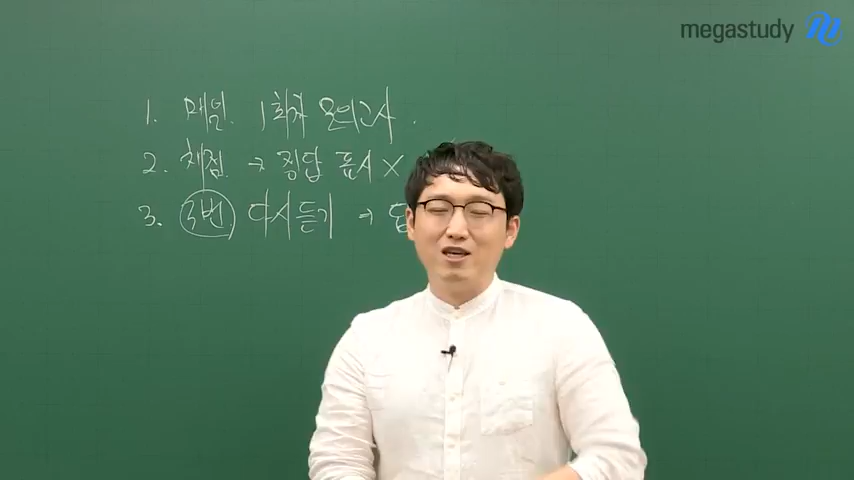 megastudy
1. 매일. 1회차 모의고사.
2. 채점. → 정답 표시 X
3. 3번 다시 듣기 → 답